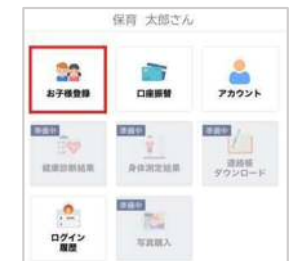 保育 太郎さん
お子様登録
口座振替
アカウント
準備中
準備中
準備中
健康診断結果
身体測定結果
連絡帳
ダウンロード
準備中
ログイン
履歴
写真購入